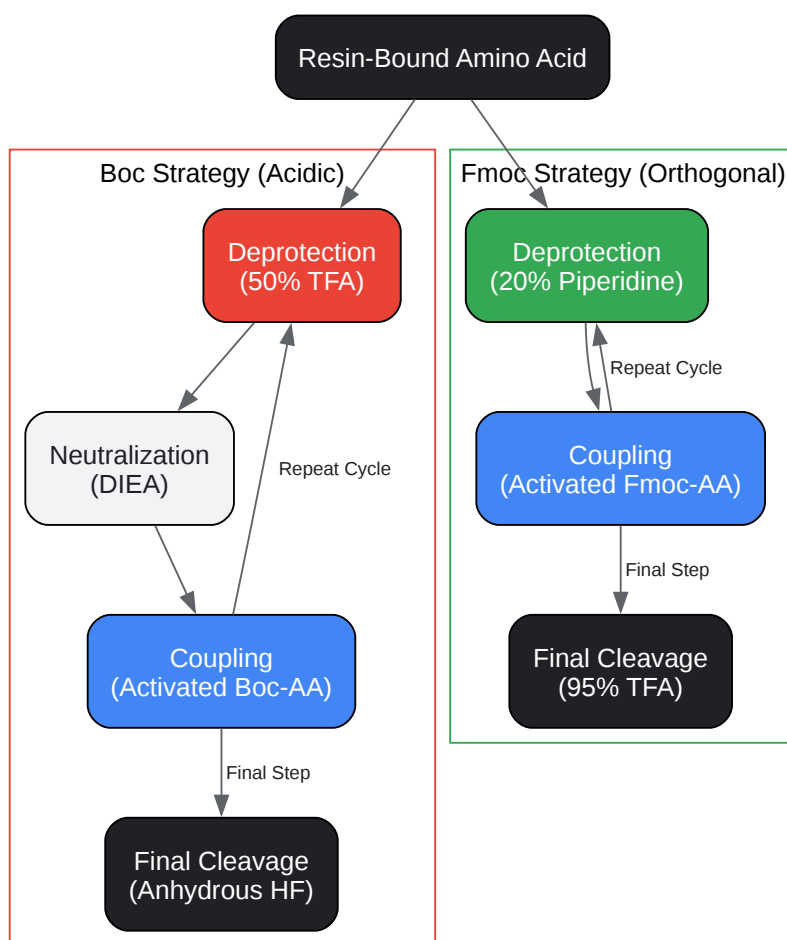 Resin-Bound Amino Acid
Boc Strategy (Acidic)
Deprotection
(50% TFA)
Neutralization
(DIEA)
Repeat Cycle
Coupling
(Activated Boc-AA)
Final Step
Final Cleavage
(Anhydrous HF)
Fmoc Strategy (Orthogonal)
Deprotection
(20% Piperidine)
Repeat Cycle
Coupling
(Activated Fmoc-AA)
Final Step
Final Cleavage
(95% TFA)